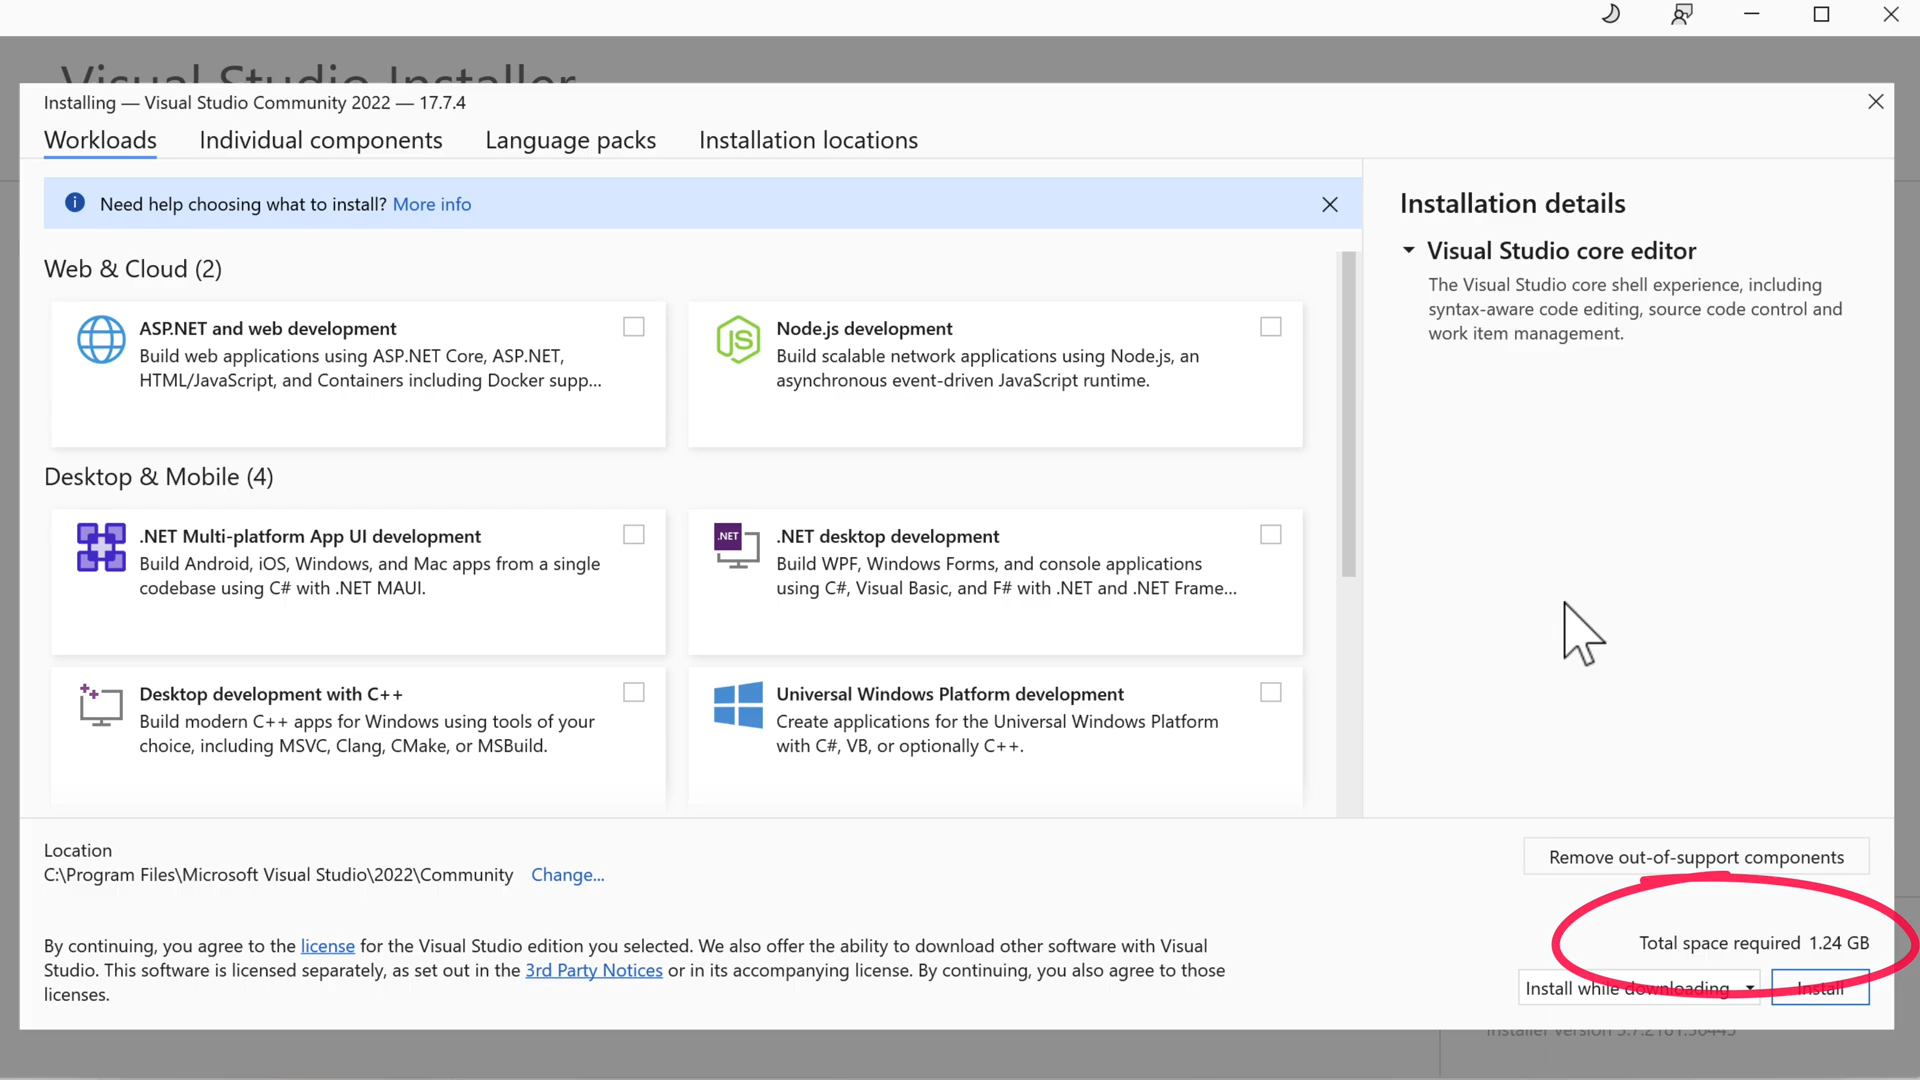 Visual Studio Installer
Installing — Visual Studio Community 2022 — 17.7.4
Workloads
Individual components
Language packs
Installation locations
Need help choosing what to install? More info
Web & Cloud (2)
ASP.NET and web development
Build web applications using ASP.NET Core, ASP.NET,
HTML/JavaScript, and Containers including Docker supp...
Node.js development
Build scalable network applications using Node.js, an
asynchronous event-driven JavaScript runtime.
Desktop & Mobile (4)
.NET Multi-platform App UI development
Build Android, iOS, Windows, and Mac apps from a single
codebase using C# with .NET MAUI.
.NET
.NET desktop development
Build WPF, Windows Forms, and console applications
using C#, Visual Basic, and F# with .NET and .NET Frame...
Desktop development with C++
Build modern C++ apps for Windows using tools of your
choice, including MSVC, Clang, CMake, or MSBuild.
Universal Windows Platform development
Create applications for the Universal Windows Platform
with C#, VB, or optionally C++.
Installation details
Visual Studio core editor
The Visual Studio core shell experience, including
syntax-aware code editing, source code control and
work item management.
Location
C:\Program Files\Microsoft Visual Studio\2022\Community Change...
By continuing, you agree to the license for the Visual Studio edition you selected. We also offer the ability to download other software with Visual
Studio. This software is licensed separately, as set out in the 3rd Party Notices or in its accompanying license. By continuing, you also agree to those
licenses.
Remove out-of-support components
Total space required 1.24 GB
Install while downloading
Install
Installer version